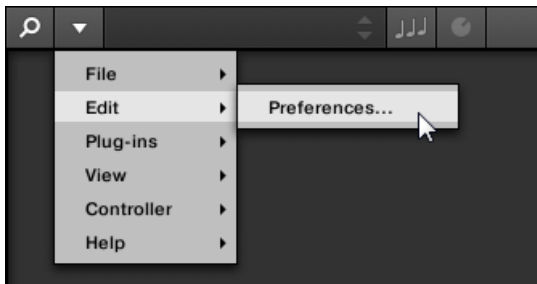 File
Edit
Preferences...
Plug-ins
View
Controller
Help